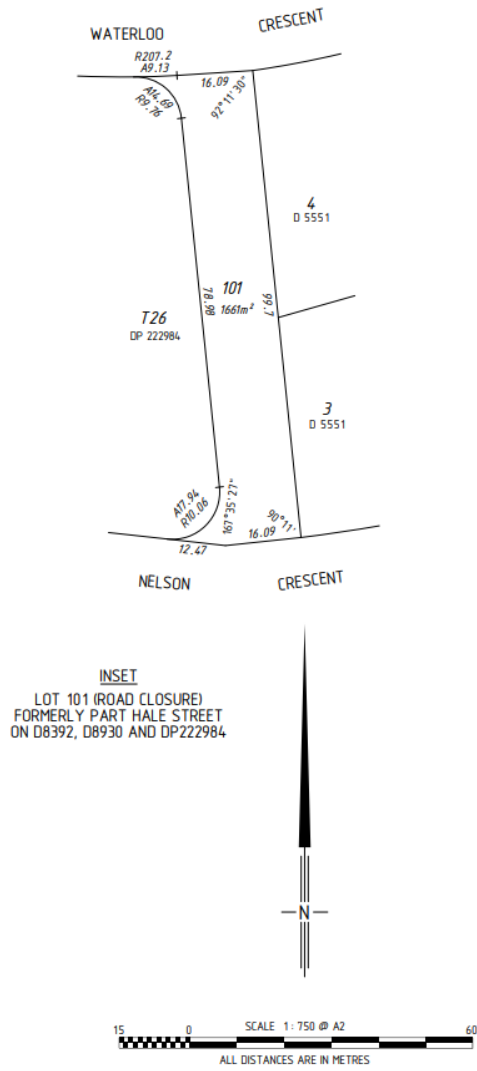 WATERLOO
CRESCENT
R207.2
A9.13
16.09
92°11'30"
A14.69
R9.76
4
D 5551
101
1661m²
78.98
99.7
T26
DP 222984
3
D 5551
A17.94
R10.06
167°35'27"
90°11'
16.09
12.47
NELSON
CRESCENT
INSET
LOT 101 (ROAD CLOSURE)
FORMERLY PART HALE STREET
ON D8392, D8930 AND DP222984
N
SCALE 1 : 750 @ A2
15 0 60
ALL DISTANCES ARE IN METRES